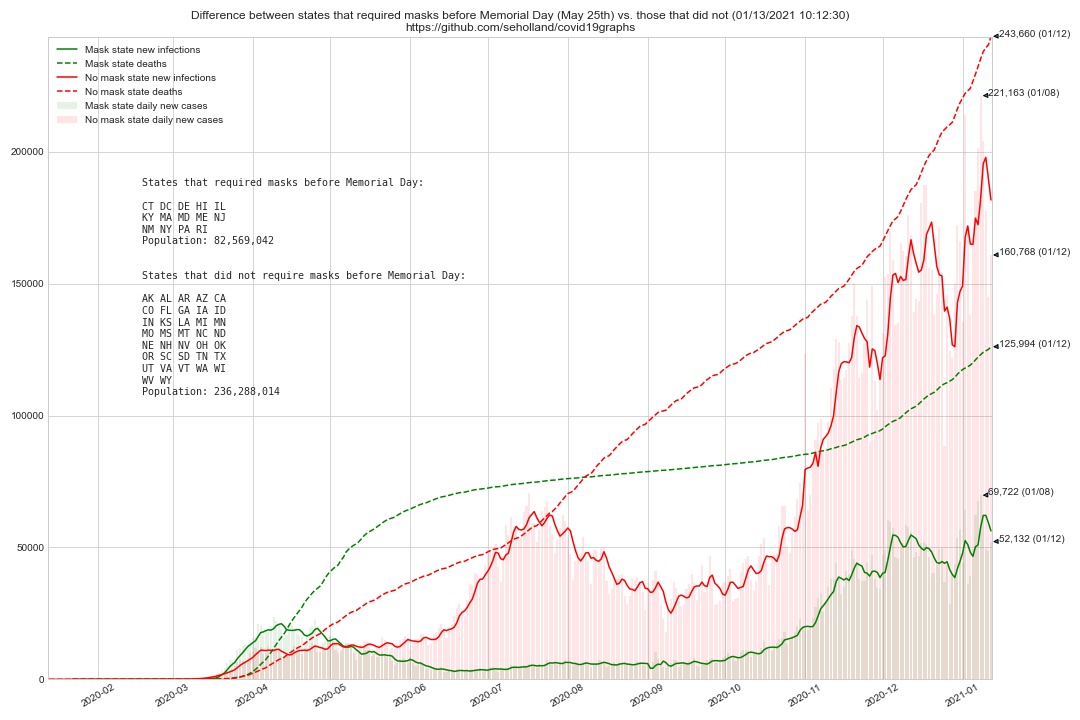 Difference between states that required masks before Memorial Day (May 25th) vs. those that did not (01/13/2021 10:12:30)
https://github.com/seholland/covid19graphs
Mask state new infections
Mask state deaths
No mask state new infections
No mask state deaths
Mask state daily new cases
No mask state daily new cases
243,660 (01/12)
221,163 (01/08)
160,768 (01/12)
125,994 (01/12)
69,722 (01/08)
52,132 (01/12)
States that required masks before Memorial Day:
CT DC DE HI IL
KY MA MD ME NJ
NM NY PA RI
Population: 82,569,042
States that did not require masks before Memorial Day:
AK AL AR AZ CA
CO FL GA IA ID
IN KS LA MI MN
MO MS MT NC ND
NE NH NV OH OK
OR SC SD TN TX
UT VA VT WA WI
WV WY
Population: 236,288,014
200000
150000
100000
50000
0
2020-02
2020-03
2020-04
2020-05
2020-06
2020-07
2020-08
2020-09
2020-10
2020-11
2020-12
2021-01